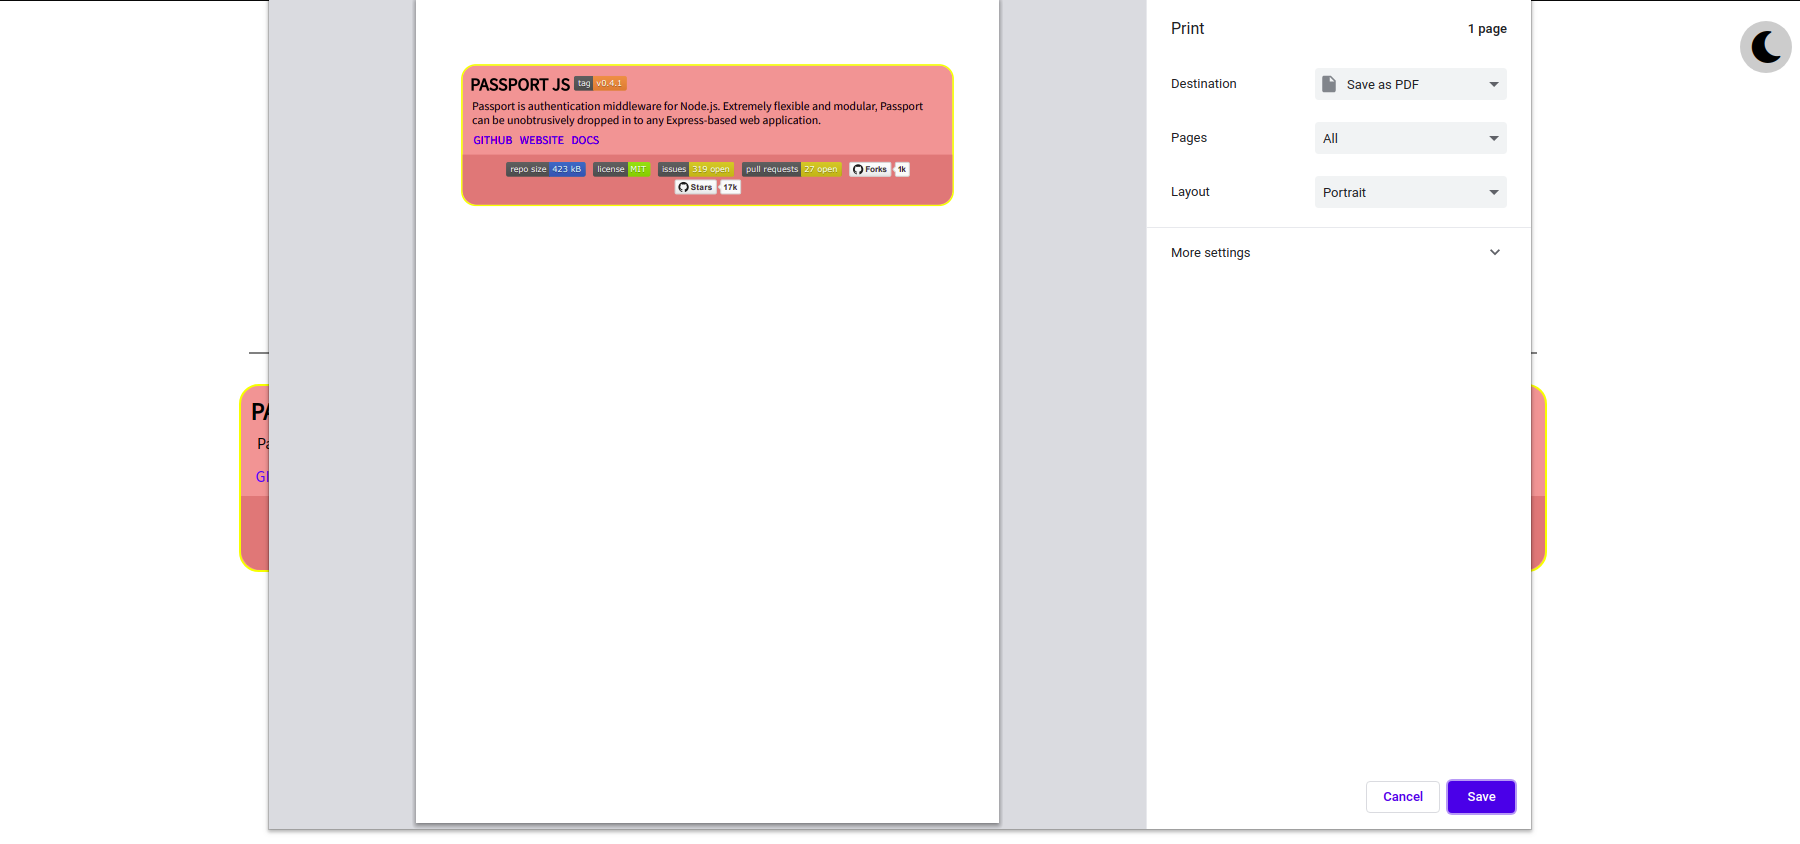 PASSPORT JS tag v0.4.1
Passport is authentication middleware for Node.js. Extremely flexible and modular, Passport
can be unobtrusively dropped in to any Express-based web application.
GITHUB WEBSITE DOCS
repo size 423 kB license MIT issues 319 open pull requests 27 open Forks 1k
Stars 17k
Print 1 page
Destination Save as PDF
Pages All
Layout Portrait
More settings
Cancel Save
PA
Pa